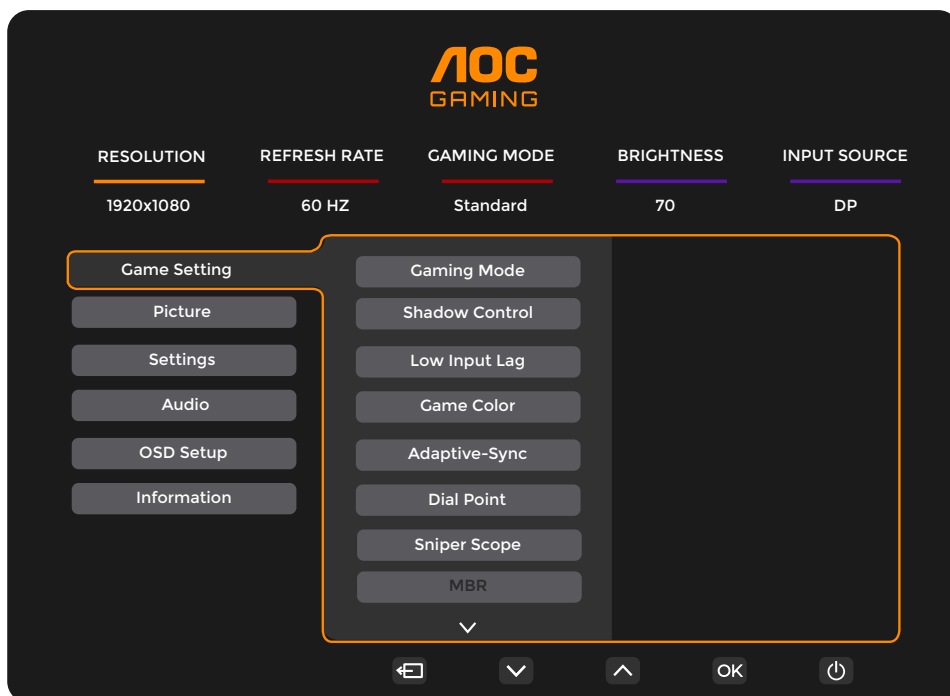 AOC
GAMING
RESOLUTION REFRESH RATE GAMING MODE BRIGHTNESS INPUT SOURCE
1920x1080 60 HZ Standard 70 DP
Game Setting
Picture
Settings
Audio
OSD Setup
Information
Gaming Mode
Shadow Control
Low Input Lag
Game Color
Adaptive-Sync
Dial Point
Sniper Scope
MBR
OK